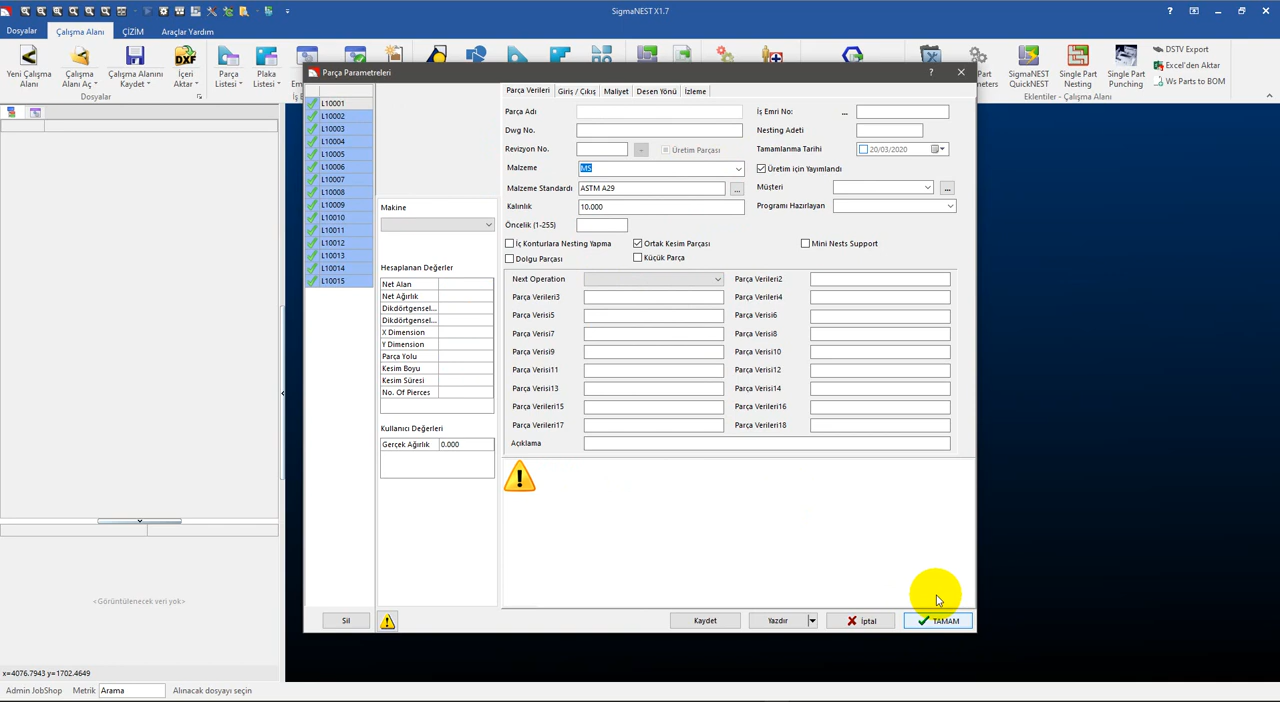 SigmaNEST X1.7
Dosyalar
Çalışma Alanı
ÇİZİM
Araçlar Yardım
Yeni Çalışma Alanı
Çalışma Alanı Aç
Çalışma Alanını Kaydet
DXF
İçeri Aktar
Parça Listesi
Plaka Listesi
SigmaNEST QuickNEST
Single Part Nesting
Single Part Punching
DSTV Export
Excel'den Aktar
Ws Parts to BOM
Dosyalar
Eklentiler - Çalışma Alanı
Parça Parametreleri
L10001
L10002
L10003
L10004
L10005
L10006
L10007
L10008
L10009
L10010
L10011
L10012
L10013
L10014
L10015
Sil
Makine
Hesaplanan Değerler
Net Alan
Net Ağırlık
Dikdörtgensel...
Dikdörtgensel...
X Dimension
Y Dimension
Parça Yolu
Kesim Boyu
Kesim Süresi
No. Of Pierces
Kullanıcı Değerleri
Gerçek Ağırlık 0.000
Parça Verileri
Giriş / Çıkış
Maliyet
Desen Yönü
İzleme
Parça Adı
İş Emri No: ...
Dwg No.
Nesting Adeti
Revizyon No.
Üretim Parçası
Tamamlanma Tarihi 20/03/2020
Malzeme MS
Üretim için Yayımlandı
Malzeme Standardı ASTM A29 ...
Müşteri ...
Kalınlık 10.000
Programı Hazırlayan
Öncelik (1-255)
İç Konturlara Nesting Yapma
Ortak Kesim Parçası
Mini Nests Support
Dolgu Parçası
Küçük Parça
Next Operation
Parça Verileri2
Parça Verileri3
Parça Verileri4
Parça Verisi5
Parça Verisi6
Parça Verisi7
Parça Verisi8
Parça Verisi9
Parça Verisi10
Parça Verisi11
Parça Verisi12
Parça Verisi13
Parça Verisi14
Parça Verileri15
Parça Verileri16
Parça Verileri17
Parça Verileri18
Açıklama
Kaydet
Yazdır
İptal
TAMAM
<Görüntülenecek veri yok>
x=4076.7943 y=1702.4649
Admin JobShop
Metrik
Arama
Alınacak dosyayı seçin